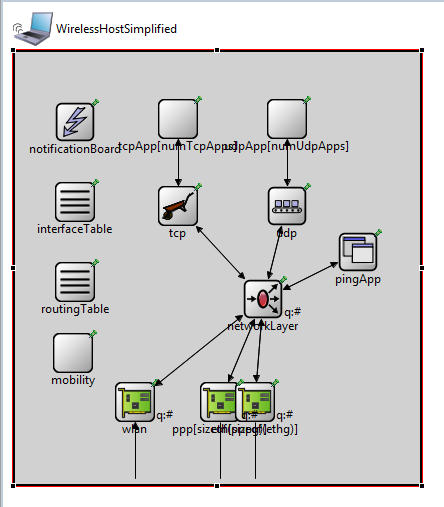 WirelessHostSimplified
notificationBoard
tcpApp[numTcpApps]
udpApp[numUdpApps]
interfaceTable
tcp
udp
pingApp
routingTable
q:#
networkLayer
mobility
q:#
q:#
q:#
wlan